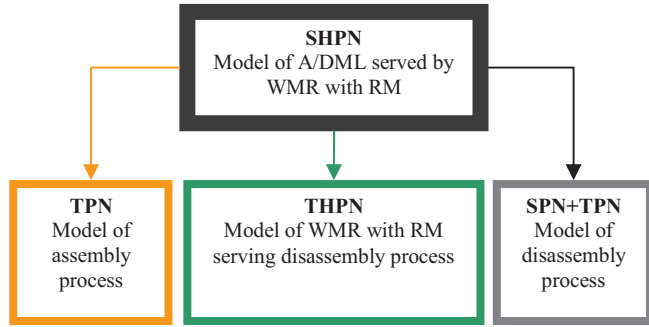 SHPN
Model of A/DML served by
WMR with RM
TPN
Model of
assembly
process
THPN
Model of WMR with RM
serving disassembly process
SPN+TPN
Model of
disassembly
process